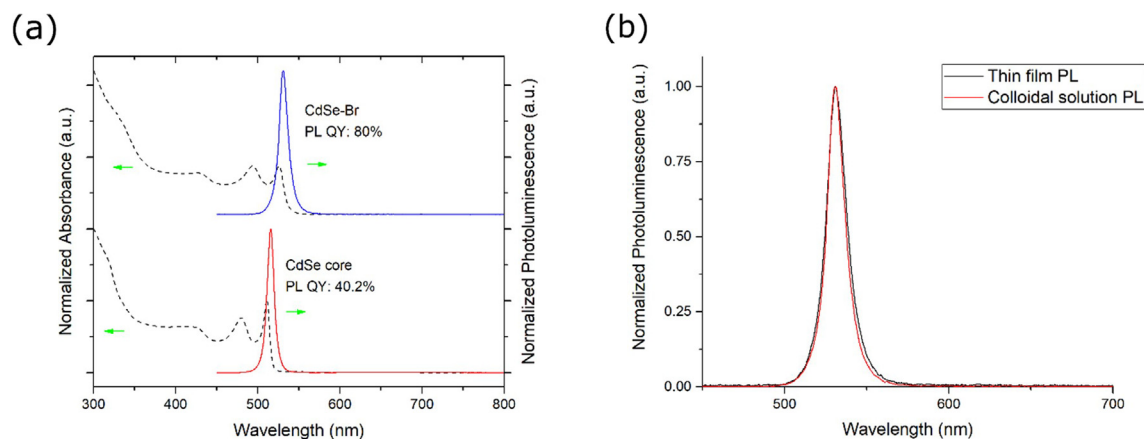 (a)
Normalized Absorbance (a.u.)
CdSe-Br
PL QY: 80%
CdSe core
PL QY: 40.2%
Normalized Photoluminescence (a.u.)
300 400 500 600 700 800
Wavelength (nm)
(b)
Normalized Photoluminescence (a.u.)
1.00
0.75
0.50
0.25
0.00
Thin film PL
Colloidal solution PL
500 600 700
Wavelength (nm)